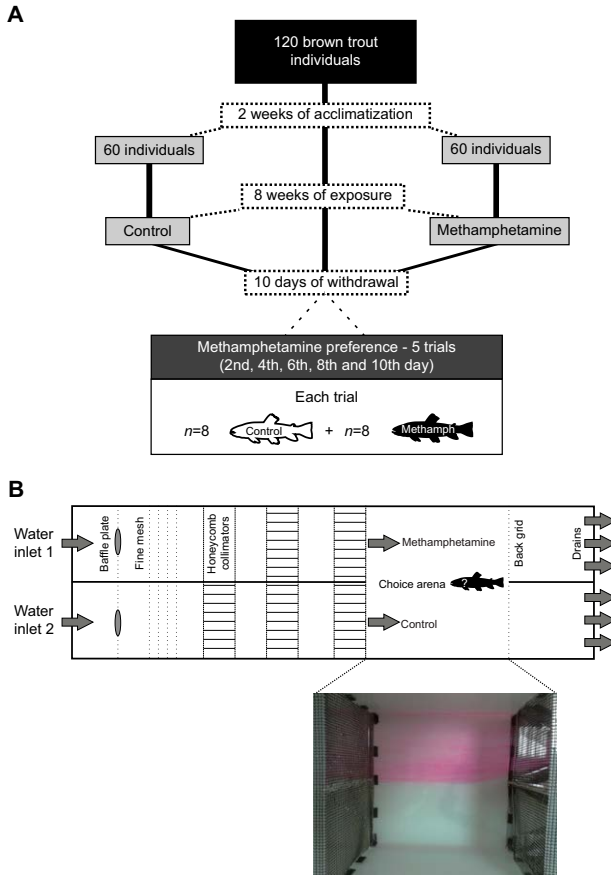 A
120 brown trout
individuals
2 weeks of acclimatization
60 individuals
60 individuals
8 weeks of exposure
Control
Methamphetamine
10 days of withdrawal
Methamphetamine preference - 5 trials
(2nd, 4th, 6th, 8th and 10th day)
Each trial
n=8 Control + n=8 Methamph
B
Water
inlet 1
Baffle plate
Fine mesh
Honeycomb
collimators
Methamphetamine
Back grid
Drains
Choice arena ?
Water
inlet 2
Control